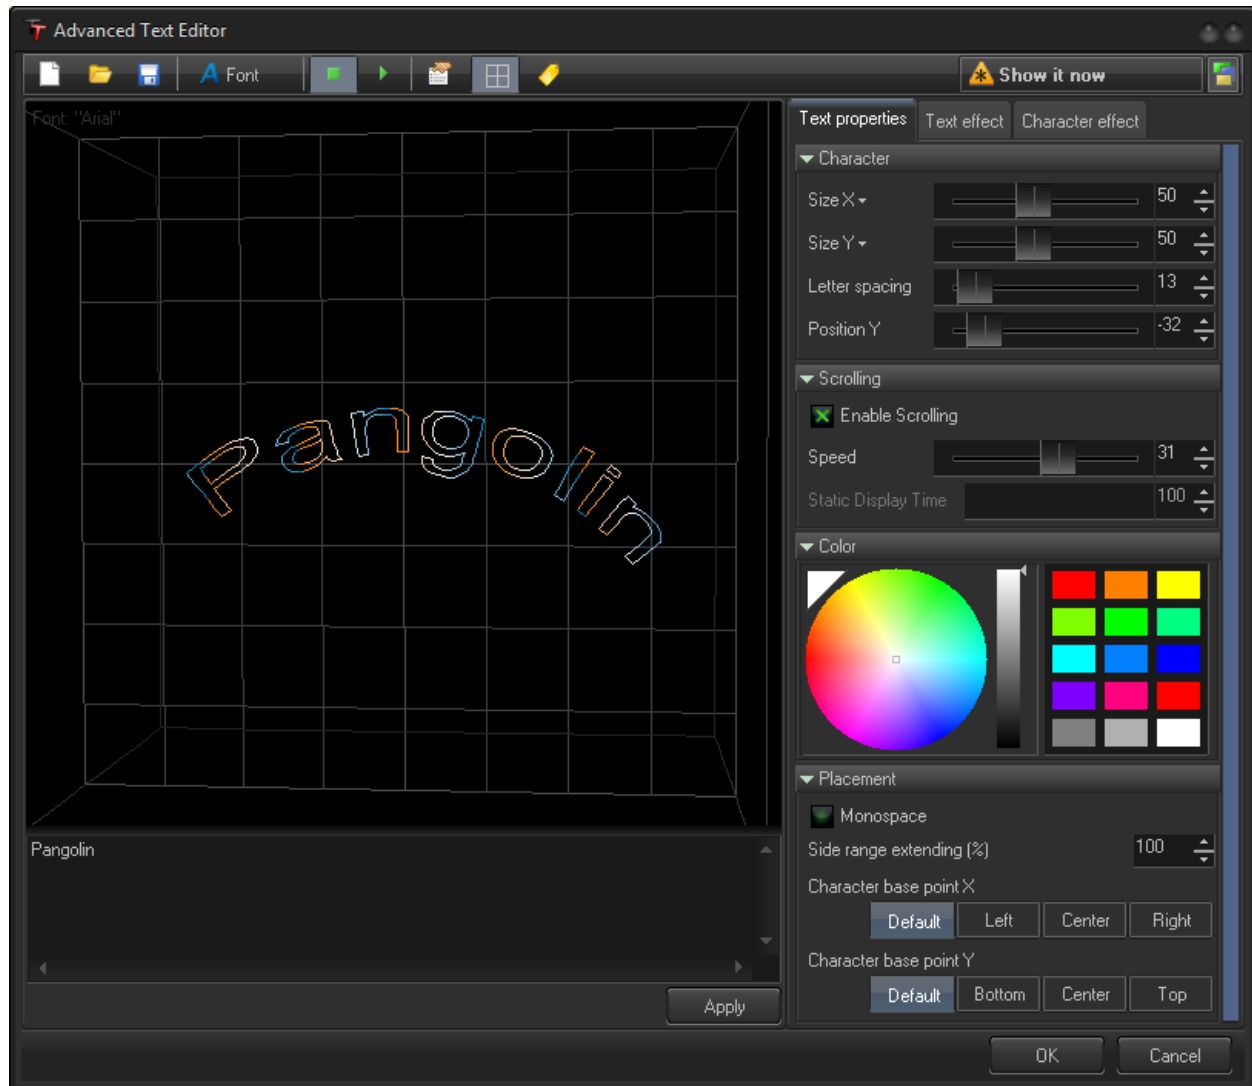 Advanced Text Editor
Font
Show it now
Font: "Arial"
Pangolin
Pangolin
Apply
Text properties Text effect Character effect
Character
Size X 50
Size Y 50
Letter spacing 13
Position Y -32
Scrolling
Enable Scrolling
Speed 31
Static Display Time 100
Color
Placement
Monospace
Side range extending (%) 100
Character base point X
Default Left Center Right
Character base point Y
Default Bottom Center Top
OK Cancel